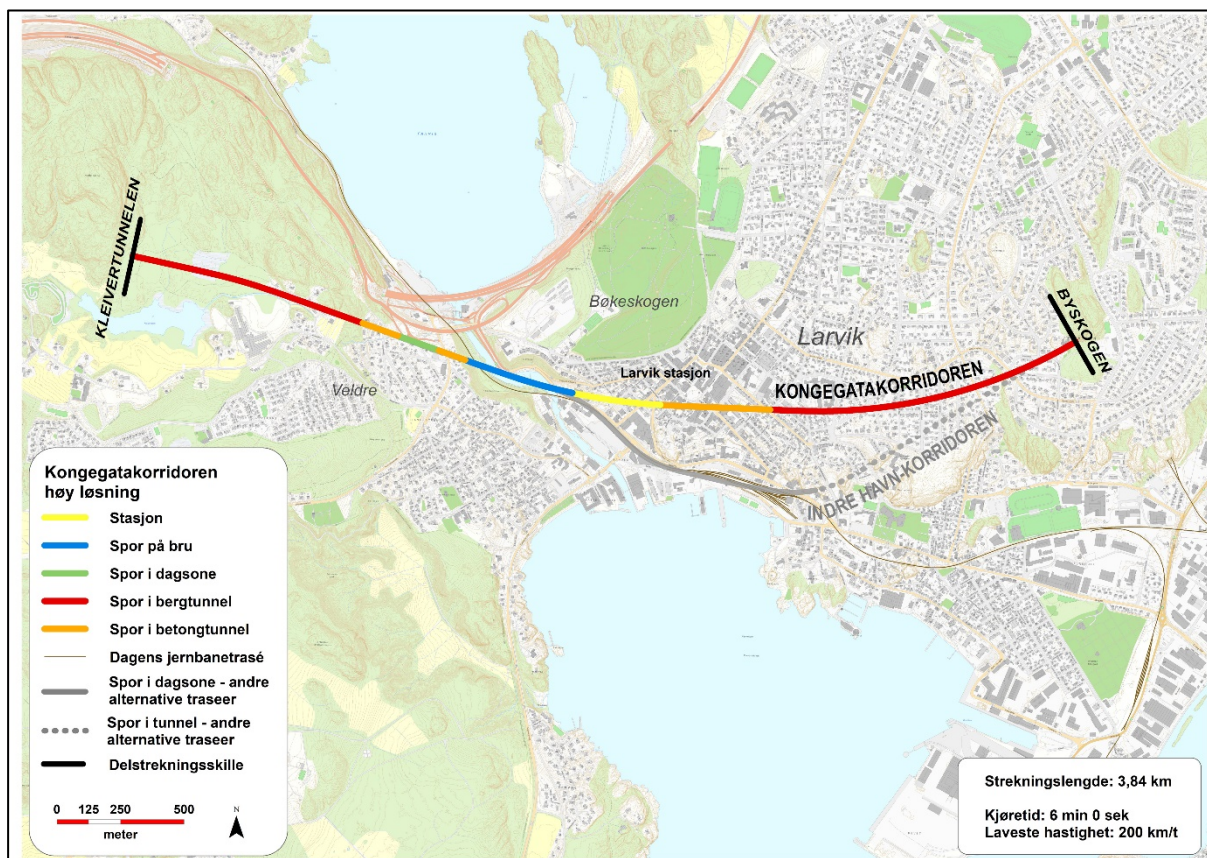 KLEIVERTUNNELEN
Bøkeskogen
Larvik
BYSKOGEN
Larvik stasjon
KONGEGATAKORRIDOREN
Veldre
INDRE HAVN-KORRIDOREN
Kongegatakorridoren
høy løsning
Stasjon
Spor på bru
Spor i dagsone
Spor i bergtunnel
Spor i betongtunnel
Dagens jernbanetrasé
Spor i dagsone - andre
alternative traseer
Spor i tunnel - andre
alternative traseer
Delstrekningsskille
0 125 250 500
meter
N
Strekningslengde: 3,84 km
Kjøretid: 6 min 0 sek
Laveste hastighet: 200 km/t